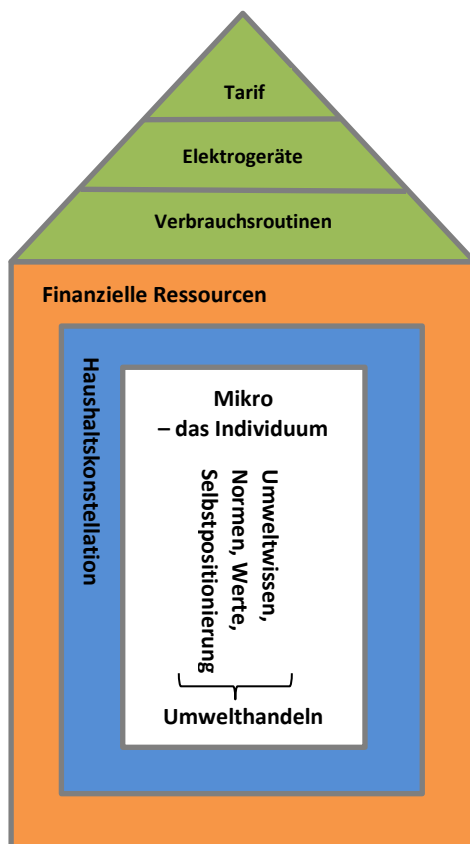 Tarif
Elektrogeräte
Verbrauchsroutinen
Finanzielle Ressourcen
Haushaltskonstellation
Mikro
– das Individuum
Umweltwissen,
Normen, Werte,
Selbstpositionierung
Umwelthandeln